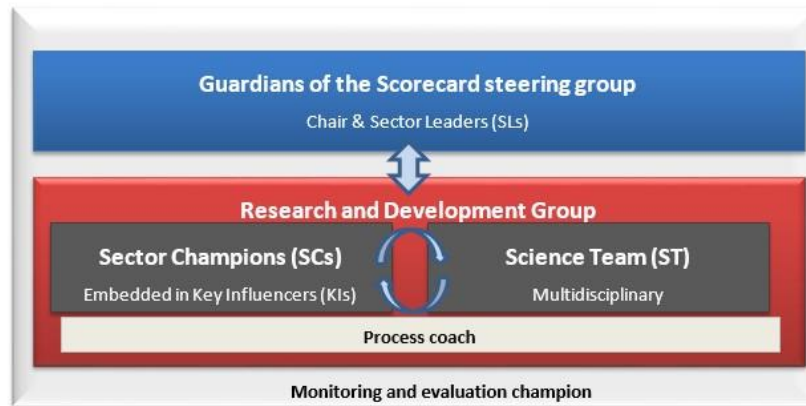 Guardians of the Scorecard steering group
Chair & Sector Leaders (SLs)
Research and Development Group
Sector Champions (SCs)
Embedded in Key Influencers (KIs)
Science Team (ST)
Multidisciplinary
Process coach
Monitoring and evaluation champion